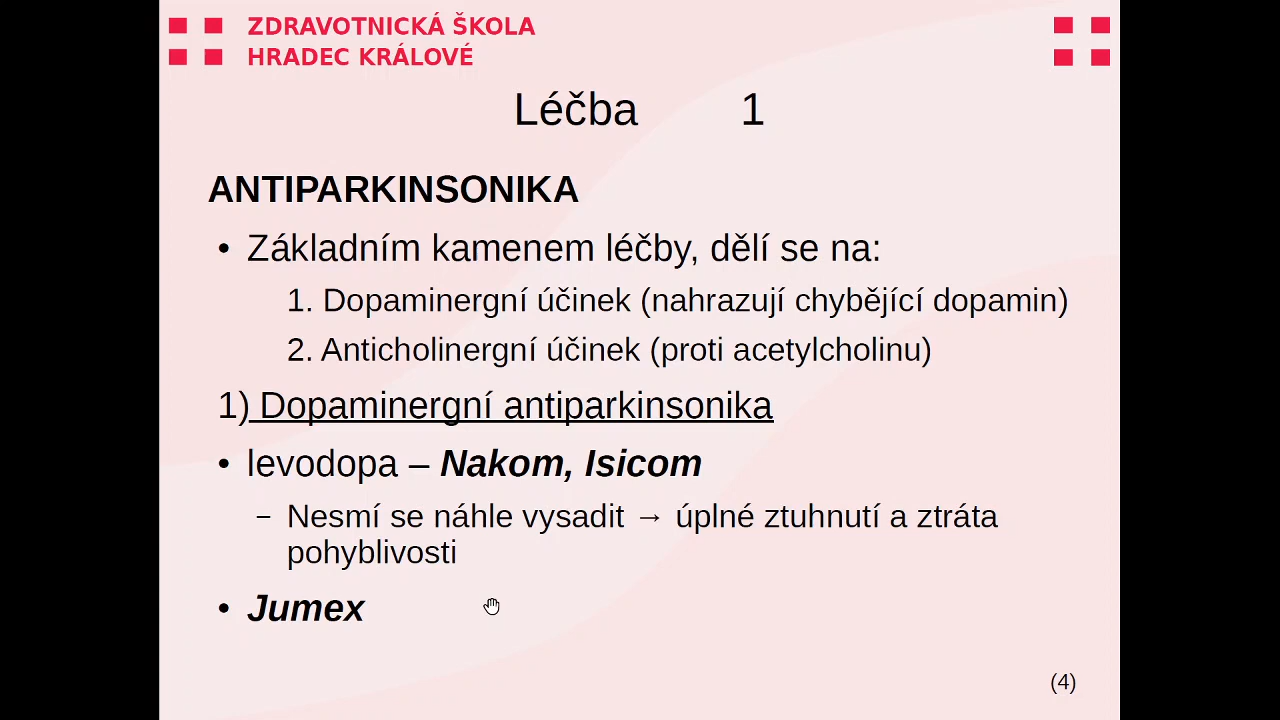 ZDRAVOTNICKÁ ŠKOLA
HRADEC KRÁLOVÉ
Léčba 1
ANTIPARKINSONIKA
• Základním kamenem léčby, dělí se na:
1. Dopaminergní účinek (nahrazují chybějící dopamin)
2. Anticholinergní účinek (proti acetylcholinu)
1) Dopaminergní antiparkinsonika
• levodopa – Nakom, Isicom
– Nesmí se náhle vysadit → úplné ztuhnutí a ztráta
pohyblivosti
• Jumex
(4)